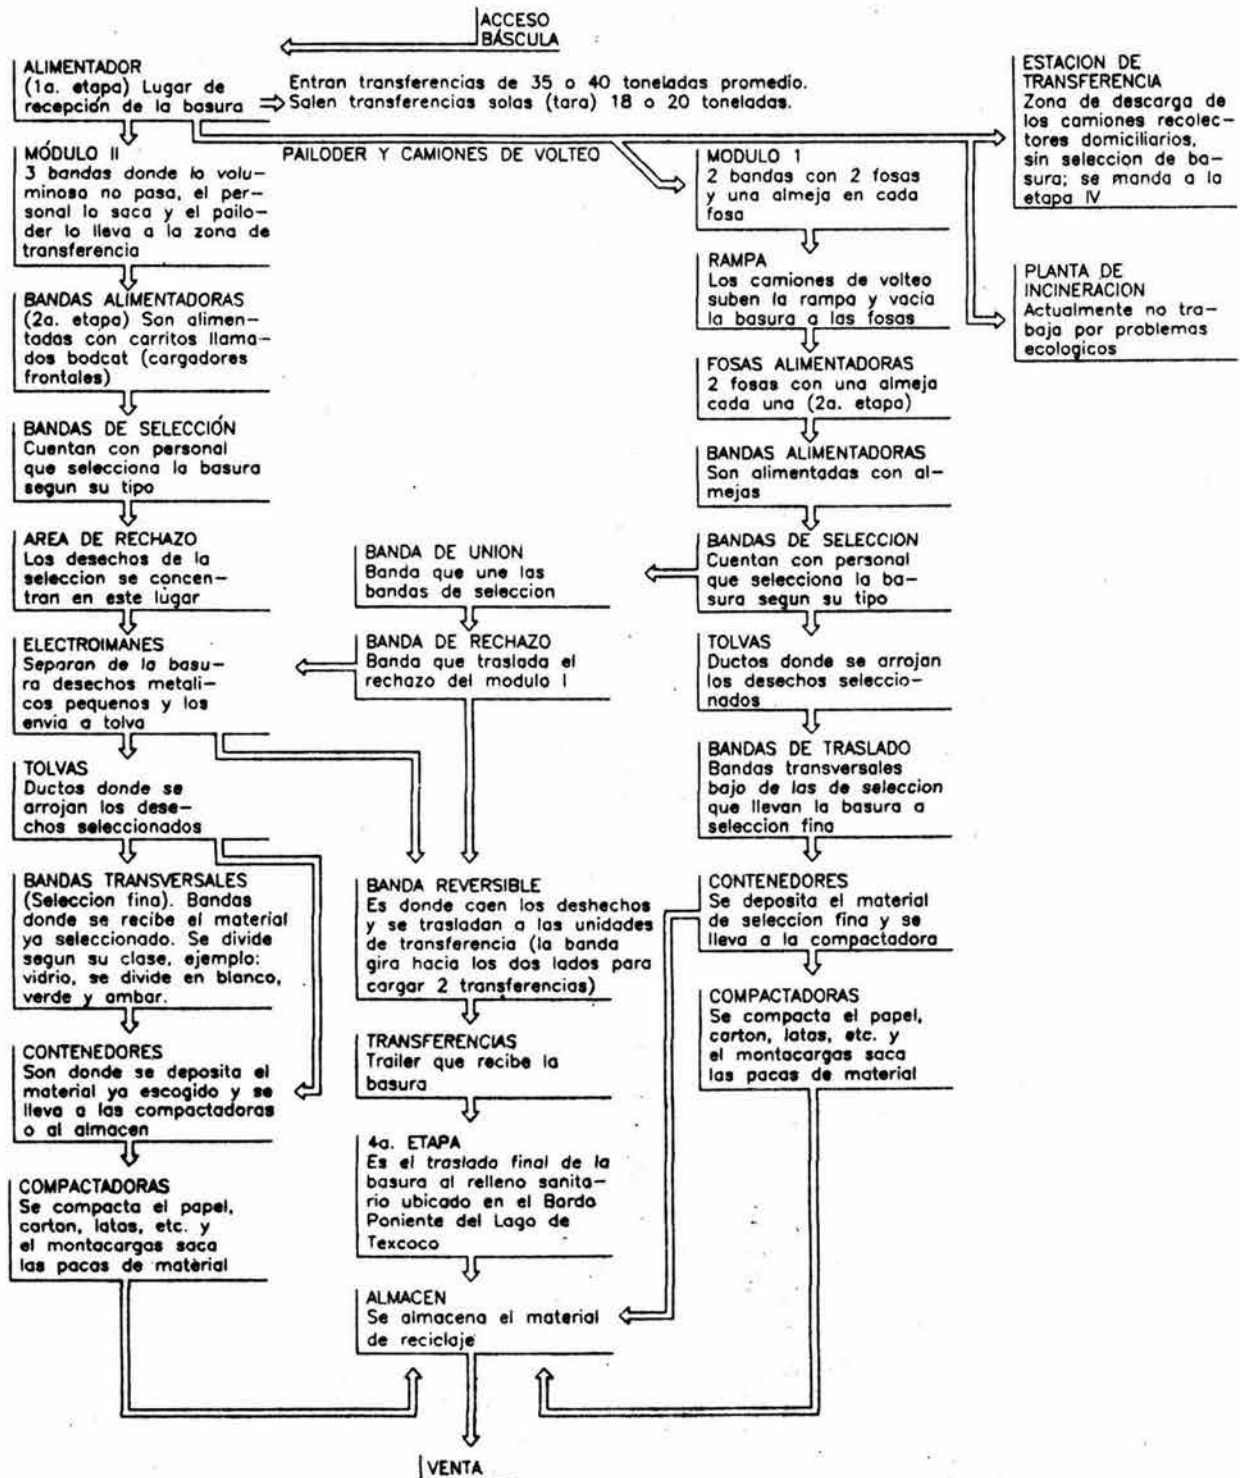 ACCESO
BÁSCULA
ALIMENTADOR
(1a. etapa) Lugar de
recepción de la basura
Entran transferencias de 35 o 40 toneladas promedio.
Salen transferencias solas (tara) 18 o 20 toneladas.
PAILODER Y CAMIONES DE VOLTEO
ESTACION DE
TRANSFERENCIA
Zona de descarga de
los camiones recolec-
tores domiciliarios,
sin seleccion de ba-
sura; se manda a la
etapa IV
PLANTA DE
INCINERACION
Actualmente no tra-
baja por problemas
ecologicos
MÓDULO II
3 bandas donde lo volu-
minoso no pasa, el per-
sonal lo saca y el pailo-
der lo lleva a la zona de
transferencia
BANDAS ALIMENTADORAS
(2a. etapa) Son alimen-
tadas con carritos llama-
dos bodcat (cargadores
frontales)
BANDAS DE SELECCIÓN
Cuentan con personal
que selecciona la basura
segun su tipo
AREA DE RECHAZO
Los desechos de la
seleccion se concen-
tran en este lugar
ELECTROIMANES
Separan de la basu-
ra desechos metali-
cos pequenos y los
envia a tolva
TOLVAS
Ductos donde se
arrojan los dese-
chos seleccionados
BANDAS TRANSVERSALES
(Seleccion fina). Bandas
donde se recibe el material
ya seleccionado. Se divide
segun su clase, ejemplo:
vidrio, se divide en blanco,
verde y ambar.
CONTENEDORES
Son donde se deposita el
material ya escogido y se
lleva a las compactadoras
o al almacen
COMPACTADORAS
Se compacta el papel,
carton, latas, etc. y
el montacargas saca
las pacas de material
BANDA DE UNION
Banda que une las
bandas de seleccion
BANDA DE RECHAZO
Banda que traslada el
rechazo del modulo I
BANDA REVERSIBLE
Es donde caen los deshechos
y se trasladan a las unidades
de transferencia (la banda
gira hacia los dos lados para
cargar 2 transferencias)
TRANSFERENCIAS
Trailer que recibe la
basura
4a. ETAPA
Es el traslado final de la
basura al relleno sanita-
rio ubicado en el Bordo
Poniente del Lago de
Texcoco
ALMACEN
Se almacena el material
de reciclaje
VENTA
MODULO 1
2 bandas con 2 fosas
y una almeja en cada
fosa
RAMPA
Los camiones de volteo
suben la rampa y vacia
la basura a las fosas
FOSAS ALIMENTADORAS
2 fosas con una almeja
cada una (2a. etapa)
BANDAS ALIMENTADORAS
Son alimentadas con al-
mejas
BANDAS DE SELECCION
Cuentan con personal
que selecciona la ba-
sura segun su tipo
TOLVAS
Ductos donde se arrojan
los desechos seleccio-
nados
BANDAS DE TRASLADO
Bandas transversales
bajo de las de seleccion
que llevan la basura a
seleccion fina
CONTENEDORES
Se deposita el material
de seleccion fina y se
lleva a la compactadora
COMPACTADORAS
Se compacta el papel,
carton, latas, etc. y
el montacargas saca
las pacas de material